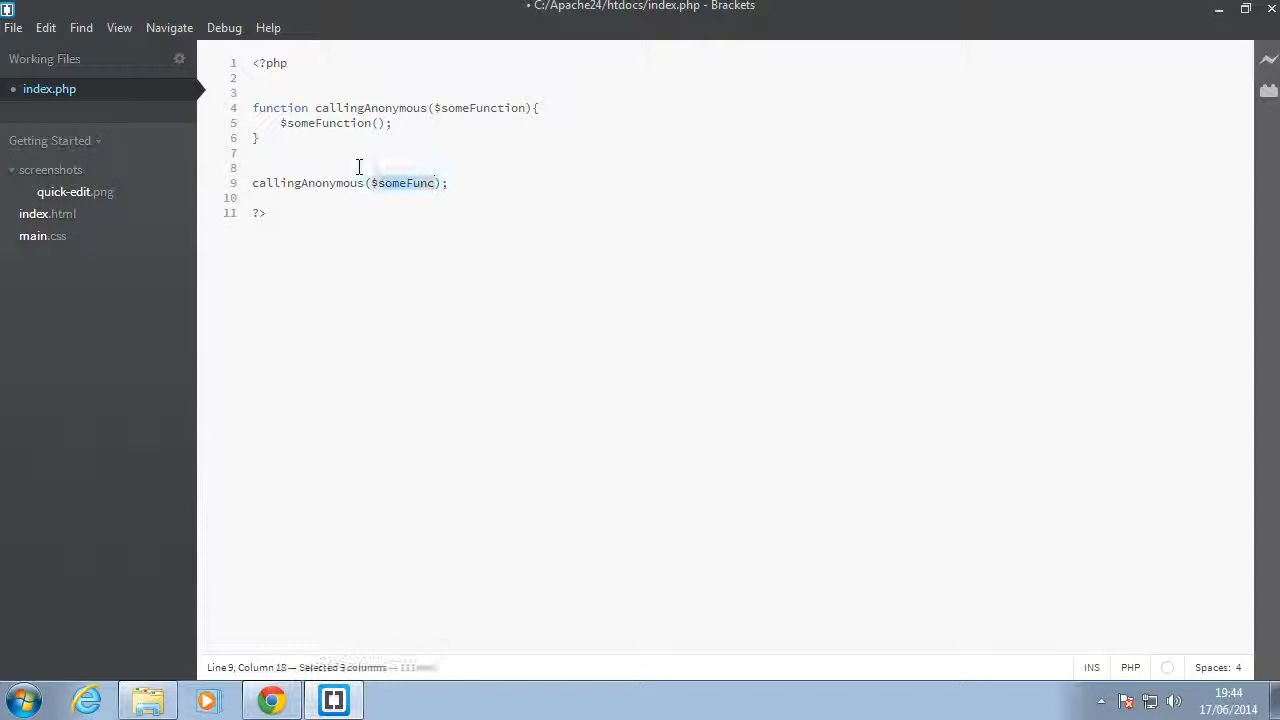 • C:/Apache24/htdocs/index.php - Brackets
File Edit Find View Navigate Debug Help
Working Files
• index.php
Getting Started
screenshots
quick-edit.png
index.html
main.css
1 <?php
2
3
4 function callingAnonymous($someFunction){
5 $someFunction();
6 }
7
8
9 callingAnonymous($someFunc);
10
11 ?>
Line 9, Column 18 — Selected 3 columns —
INS PHP Spaces: 4
19:44
17/06/2014